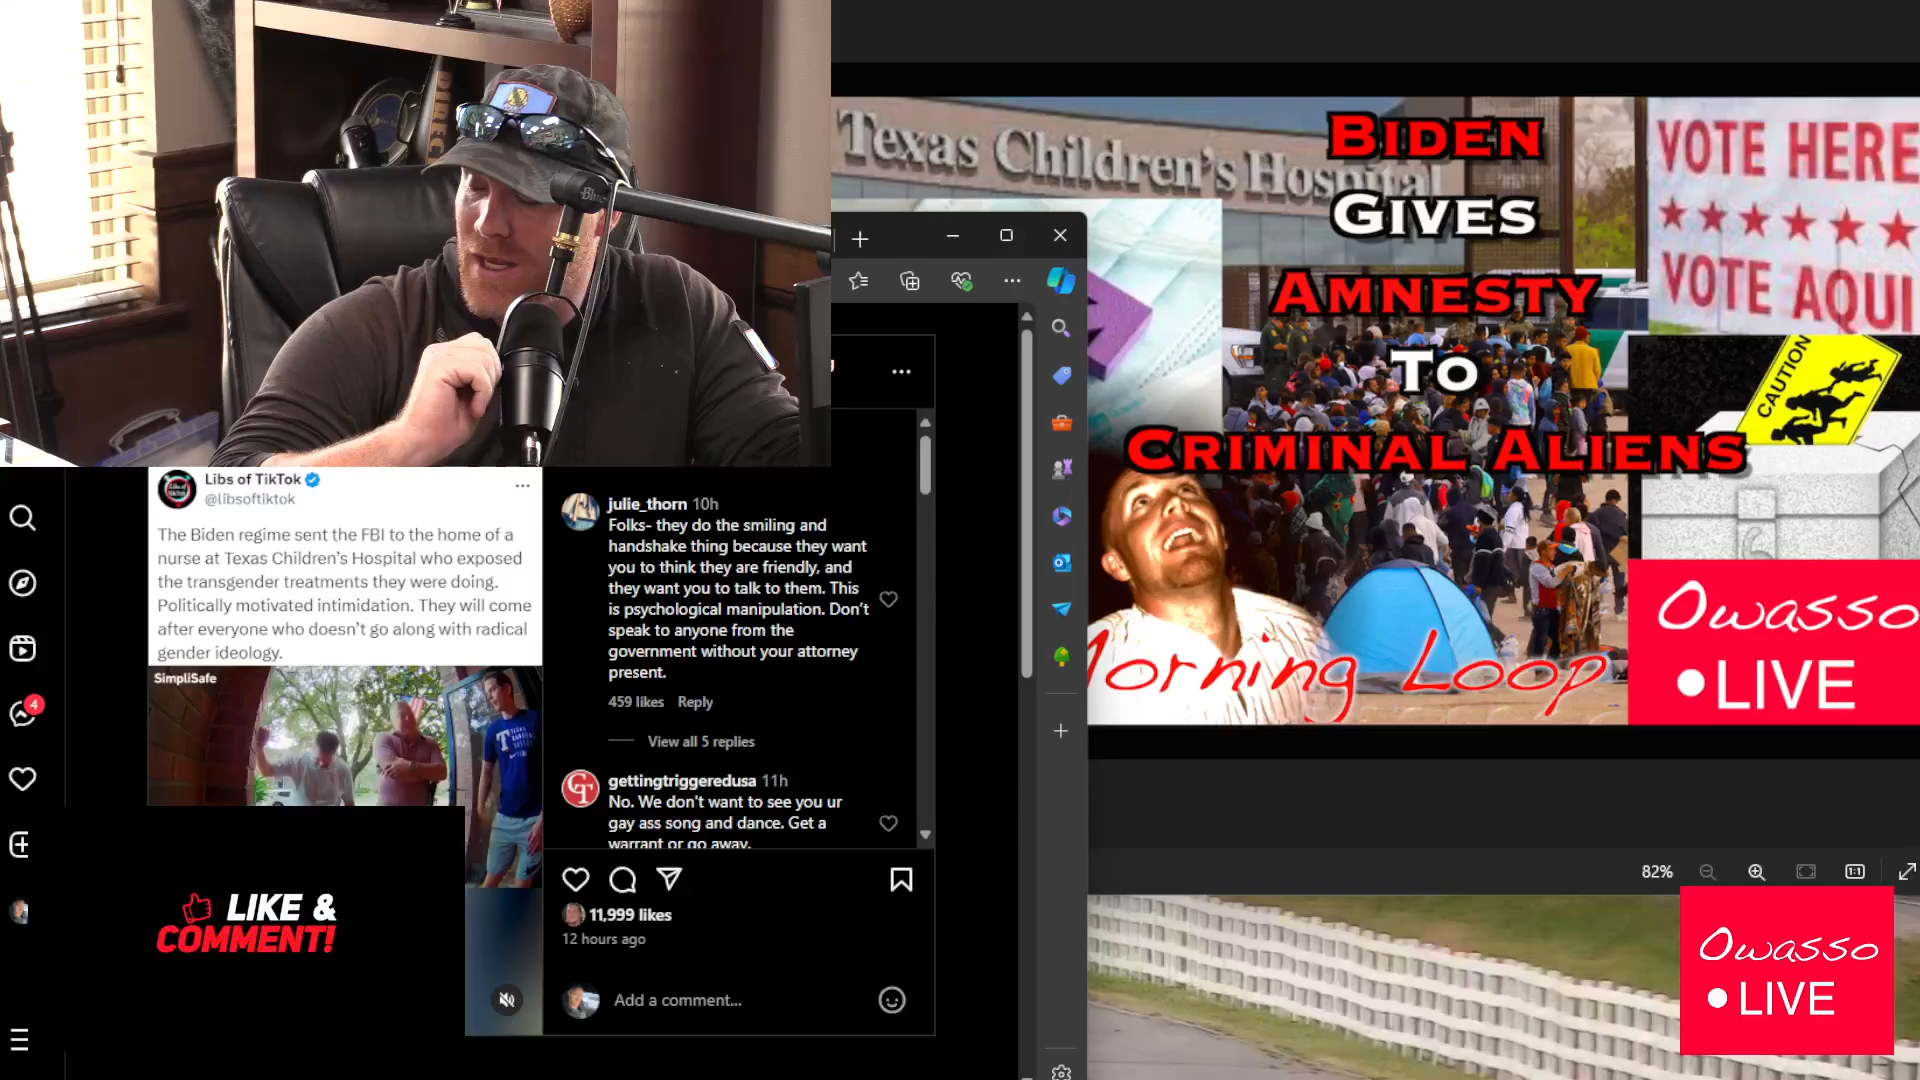 DIREC
Blue
Libs of TikTok
@libsoftiktok
The Biden regime sent the FBI to the home of a
nurse at Texas Children's Hospital who exposed
the transgender treatments they were doing.
Politically motivated intimidation. They will come
after everyone who doesn't go along with radical
gender ideology.
SimpliSafe
4
LIKE &
COMMENT!
julie_thorn 10h
Folks- they do the smiling and
handshake thing because they want
you to think they are friendly, and
they want you to talk to them. This
is psychological manipulation. Don't
speak to anyone from the
government without your attorney
present.
459 likes Reply
View all 5 replies
gettingtriggeredusa 11h
No. We don't want to see you ur
gay ass song and dance. Get a
warrant or go away.
11,999 likes
12 hours ago
Add a comment...
Texas Children's Hospital
BIDEN
GIVES
AMNESTY
TO
CRIMINAL ALIENS
VOTE HERE
VOTE AQUI
CAUTION
Morning Loop
Owasso
LIVE
82%
1:1
Owasso
LIVE